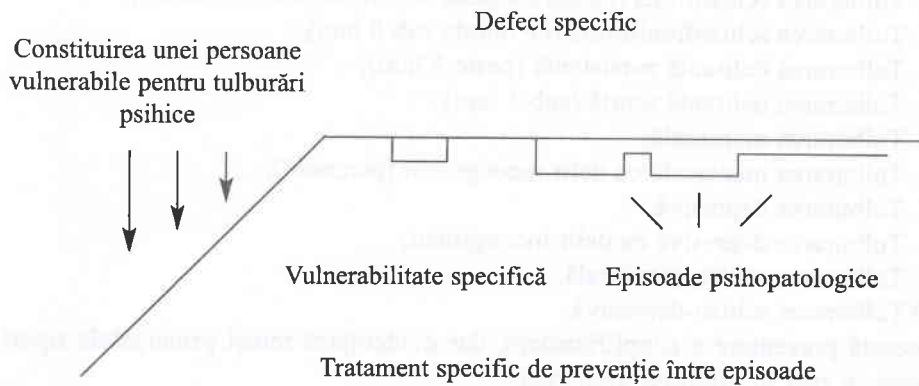 Defect specific
Constituirea unei persoane
vulnerabile pentru tulburări
psihice
Vulnerabilitate specifică
Episoade psihopatologice
Tratament specific de prevenție între episoade